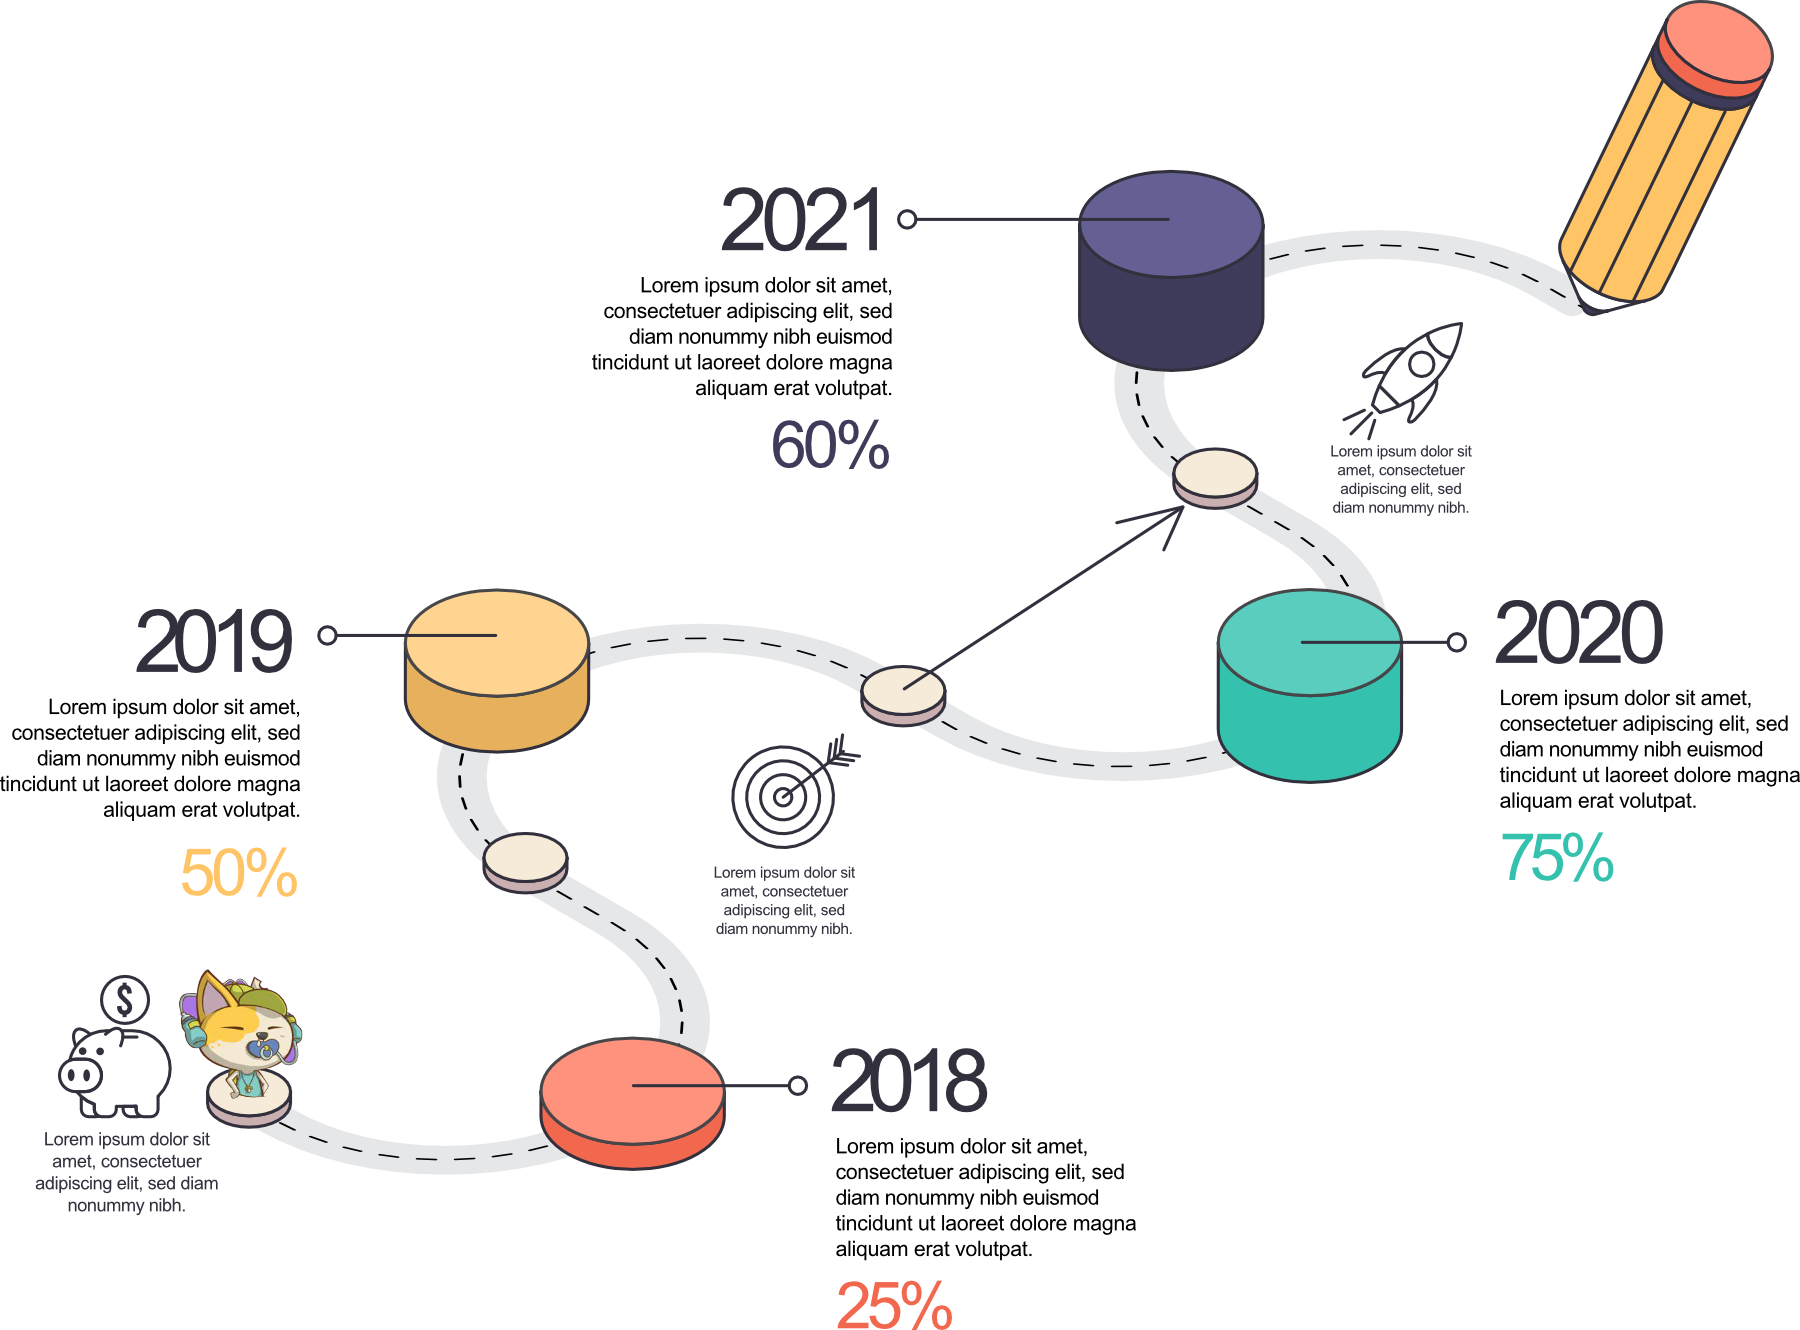 2021
Lorem ipsum dolor sit amet,
consectetuer adipiscing elit, sed
diam nonummy nibh euismod
tincidunt ut laoreet dolore magna
aliquam erat volutpat.
60%
Lorem ipsum dolor sit
amet, consectetuer
adipiscing elit, sed
diam nonummy nibh.
2019
Lorem ipsum dolor sit amet,
consectetuer adipiscing elit, sed
diam nonummy nibh euismod
tincidunt ut laoreet dolore magna
aliquam erat volutpat.
50%
2020
Lorem ipsum dolor sit amet,
consectetuer adipiscing elit, sed
diam nonummy nibh euismod
tincidunt ut laoreet dolore magna
aliquam erat volutpat.
75%
Lorem ipsum dolor sit
amet, consectetuer
adipiscing elit, sed
diam nonummy nibh.
$
Lorem ipsum dolor sit
amet, consectetuer
adipiscing elit, sed diam
nonummy nibh.
2018
Lorem ipsum dolor sit amet,
consectetuer adipiscing elit, sed
diam nonummy nibh euismod
tincidunt ut laoreet dolore magna
aliquam erat volutpat.
25%